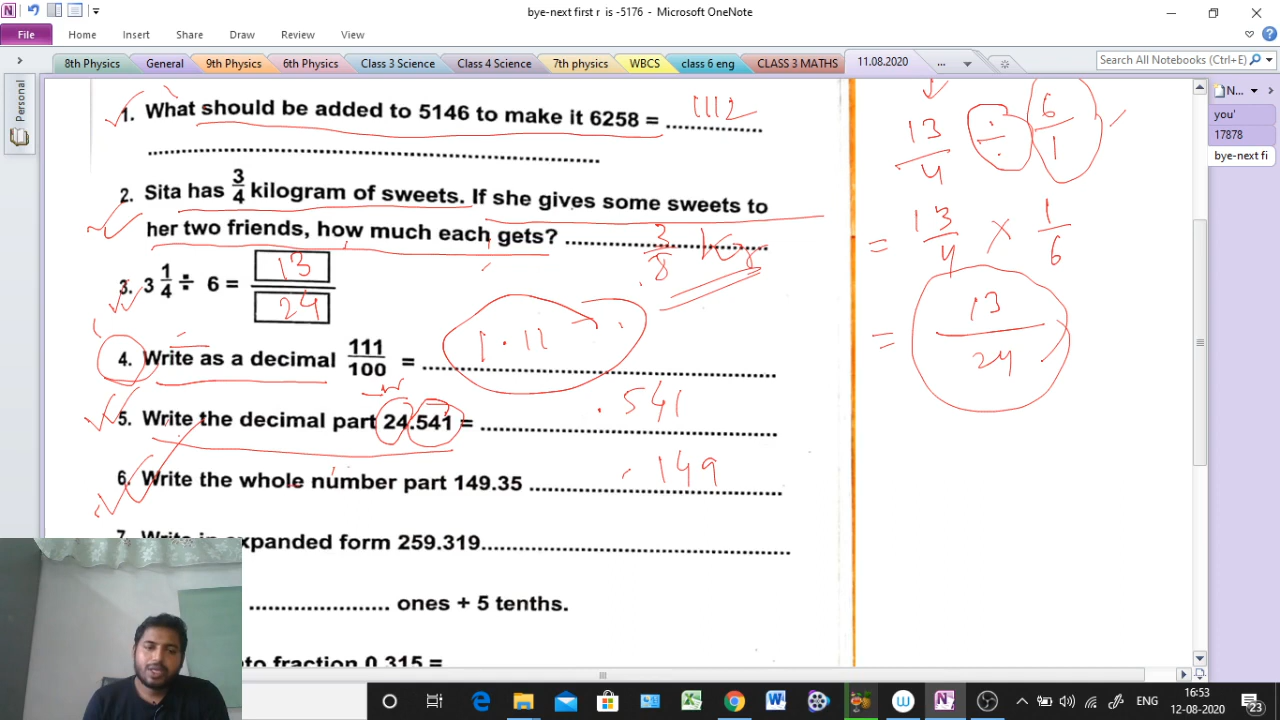 bye-next first r is -5176 - Microsoft OneNote
File Home Insert Share Draw Review View
8th Physics General 9th Physics 6th Physics Class 3 Science Class 4 Science 7th physics WBCS class 6 eng CLASS 3 MATHS 11.08.2020 ... Search All Notebooks (Ctrl+E)
Personal
N...
you'
17878
bye-next fi
1. What should be added to 5146 to make it 6258 = .............. 1112
2. Sita has 3/4 kilogram of sweets. If she gives some sweets to
her two friends, how much each gets? .............. 3/8 Kg
3. 3 1/4 ÷ 6 = 13/24
4. Write as a decimal 111/100 = .............. 1.11
5. Write the decimal part 24.541 = .............. .541
6. Write the whole number part 149.35 .............. 149
7. Write in expanded form 259.319..............
.............. ones + 5 tenths.
to fraction 0.315 =
13/4 ÷ 6/1
= 13/4 × 1/6
= 13/24
ENG
16:53
12-08-2020
23